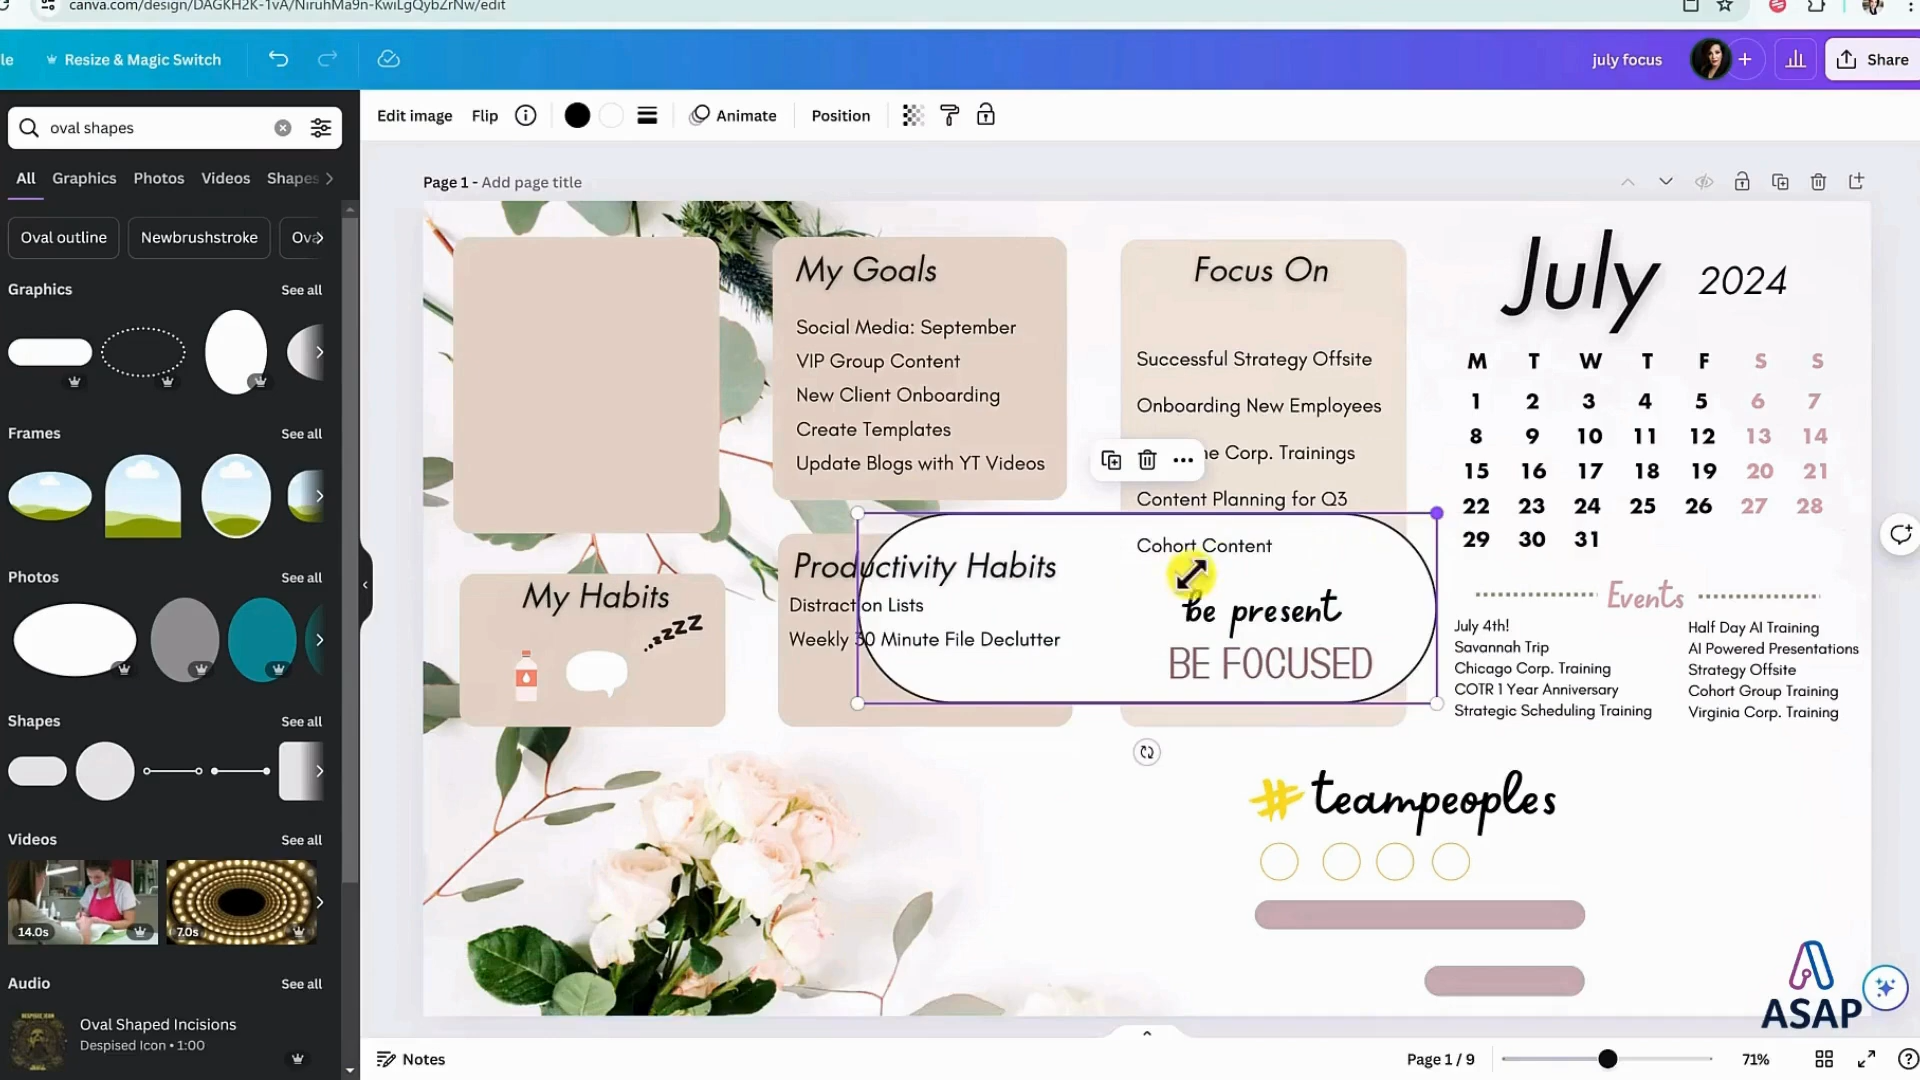 canva.com/design/DAGKH2K-1vA/NiruhMa9n-KwiLgQybZrNw/edit
le
Resize & Magic Switch
july focus
Share
oval shapes
Edit image
Flip
Animate
Position
All
Graphics
Photos
Videos
Shapes
Page 1 - Add page title
Oval outline
Newbrushstroke
Ova
Graphics
See all
Frames
See all
Photos
See all
Shapes
See all
Videos
See all
14.0s
7.0s
Audio
See all
Oval Shaped Incisions
Despised Icon • 1:00
My Goals
Social Media: September
VIP Group Content
New Client Onboarding
Create Templates
Update Blogs with YT Videos
Focus On
Successful Strategy Offsite
Onboarding New Employees
ne Corp. Trainings
Content Planning for Q3
Cohort Content
be present
BE FOCUSED
My Habits
zzzZZ
Productivity Habits
Distraction Lists
Weekly 30 Minute File Declutter
July 2024
M T W T F S S
1 2 3 4 5 6 7
8 9 10 11 12 13 14
15 16 17 18 19 20 21
22 23 24 25 26 27 28
29 30 31
Events
July 4th!
Savannah Trip
Chicago Corp. Training
COTR 1 Year Anniversary
Strategic Scheduling Training
Half Day AI Training
AI Powered Presentations
Strategy Offsite
Cohort Group Training
Virginia Corp. Training
#teampeoples
ASAP
Notes
Page 1 / 9
71%